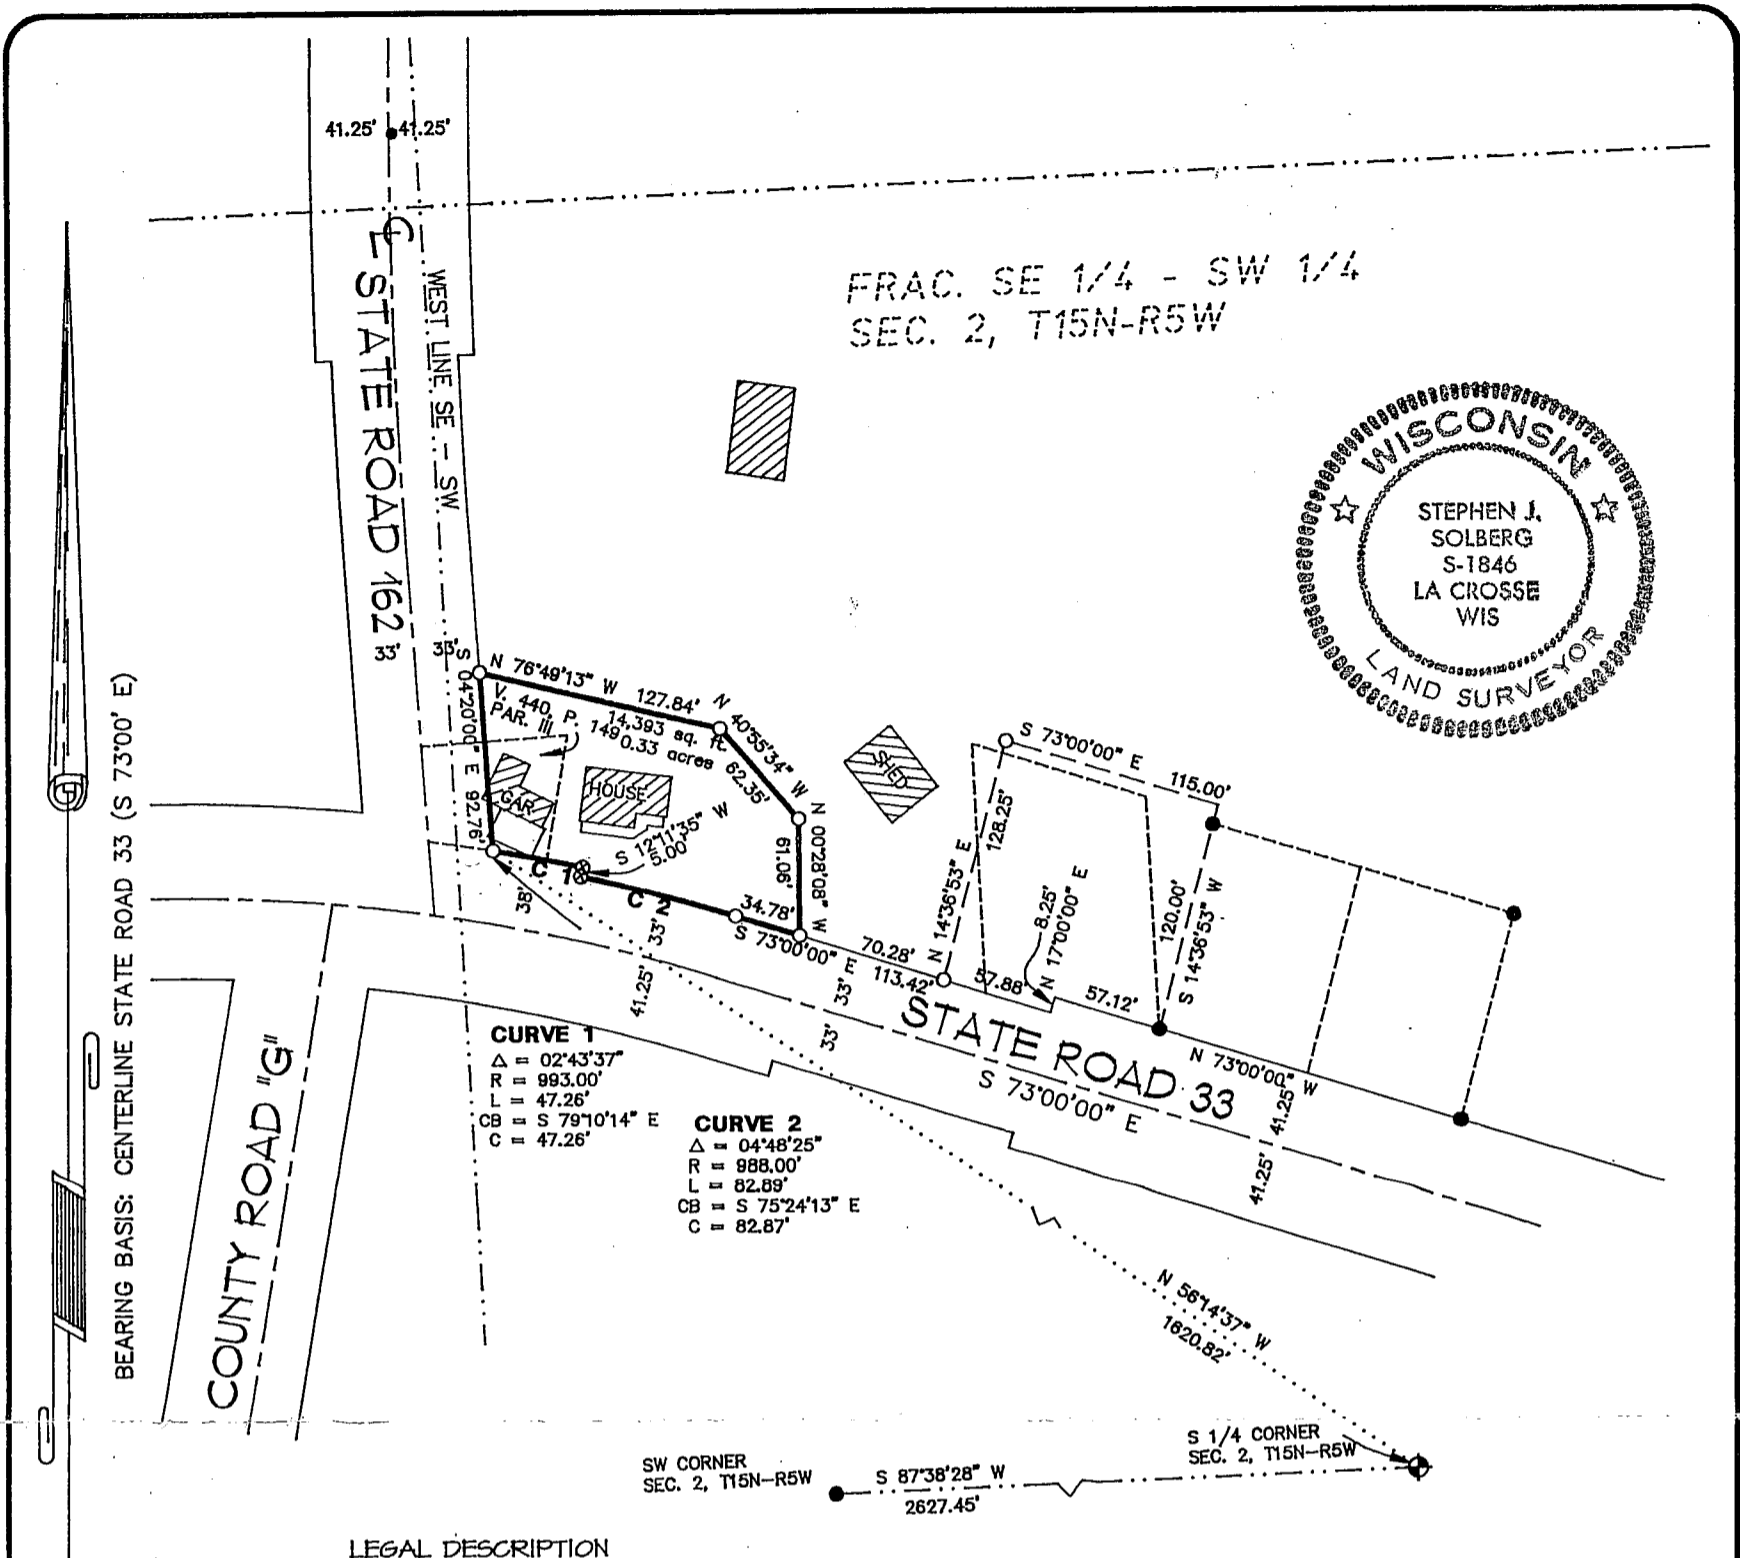 41.25' 41.25'
FRAC. SE 1/4 - SW 1/4
SEC. 2, T15N-R5W
STATE ROAD 162
WEST LINE SE - SW
WISCONSIN
STEPHEN J.
SOLBERG
S-1846
LA CROSSE
WIS
LAND SURVEYOR
33' 33'
S 04°20'00" E 92.76'
N 76°49'13" W 127.84'
N 40°55'34" W
62.35'
V. 440, P. 149
PAR. III
14,393 sq. ft.
0.33 acres
GAR.
HOUSE
SHED
S 12°11'35" W
5.00'
N 00°28'08" W
61.06'
C 1
C 2
34.78'
S 73°00'00" E
38'
33'
41.25'
70.28'
113.42'
33'
33'
N 14°36'53" E
128.25'
S 73°00'00" E
115.00'
57.88'
8.25'
N 17°00'00" E
57.12'
120.00'
S 14°36'53" W
N 73°00'00" W
STATE ROAD 33
S 73°00'00" E
41.25' 41.25'
BEARING BASIS: CENTERLINE STATE ROAD 33 (S 73°00' E)
COUNTY ROAD "G"
CURVE 1
Δ = 02°43'37"
R = 993.00'
L = 47.26'
CB = S 79°10'14" E
C = 47.26'
CURVE 2
Δ = 04°48'25"
R = 988.00'
L = 82.89'
CB = S 75°24'13" E
C = 82.87'
N 56°14'37" W
1620.82'
S 1/4 CORNER
SEC. 2, T15N-R5W
SW CORNER
SEC. 2, T15N-R5W
S 87°38'28" W
2627.45'
LEGAL DESCRIPTION